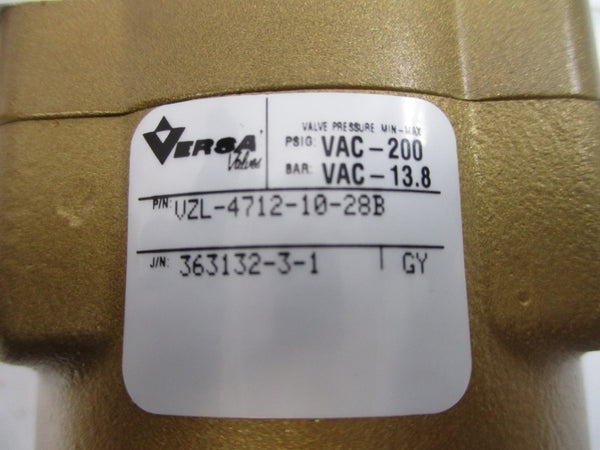 VERSA Valves
VALVE PRESSURE MIN-MAX
PSIG: VAC-200
BAR: VAC-13.8
P/N: VZL-4712-10-28B
J/N: 363132-3-1 GY